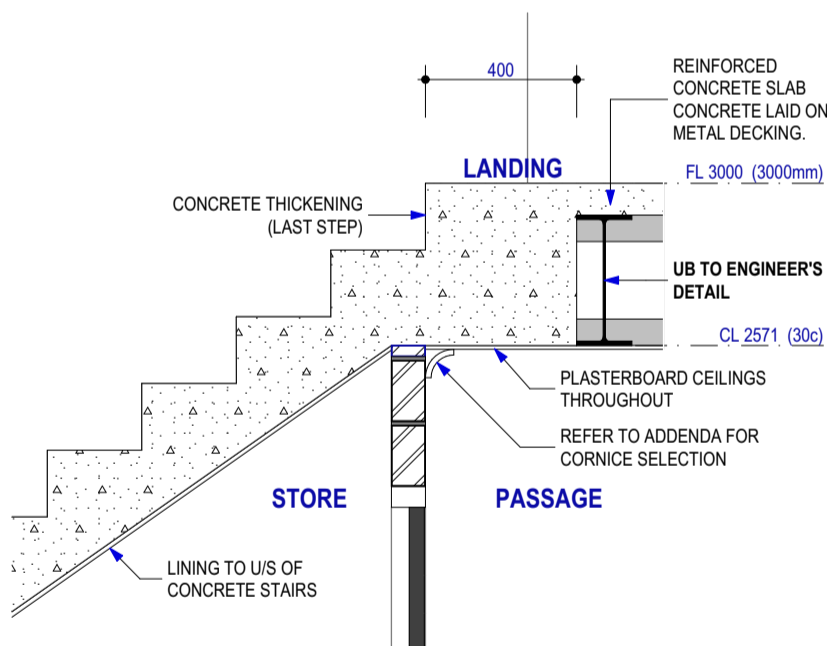 400
REINFORCED
CONCRETE SLAB
CONCRETE LAID ON
METAL DECKING.
LANDING
FL 3000 (3000mm)
CONCRETE THICKENING
(LAST STEP)
UB TO ENGINEER'S
DETAIL
CL 2571 (30c)
PLASTERBOARD CEILINGS
THROUGHOUT
REFER TO ADDENDA FOR
CORNICE SELECTION
STORE
PASSAGE
LINING TO U/S OF
CONCRETE STAIRS